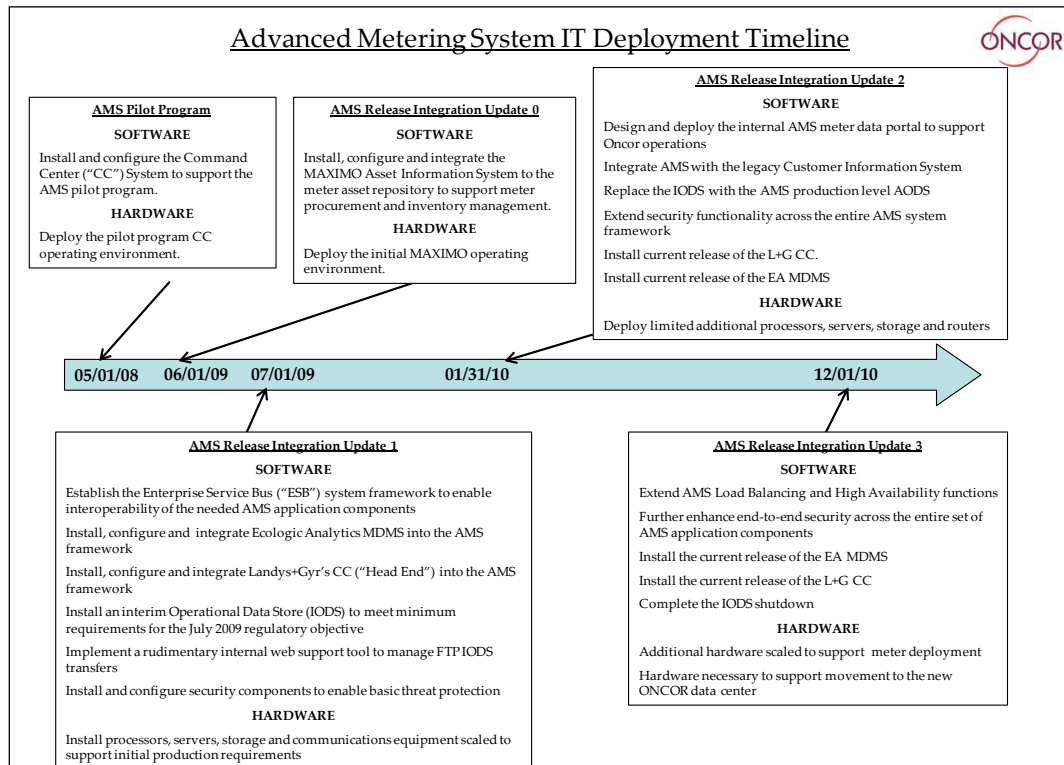 Advanced Metering System IT Deployment Timeline
ONCOR
AMS Pilot Program
SOFTWARE
Install and configure the Command
Center (“CC”) System to support the
AMS pilot program.
HARDWARE
Deploy the pilot program CC
operating environment.
AMS Release Integration Update 0
SOFTWARE
Install, configure and integrate the
MAXIMO Asset Information System to the
meter asset repository to support meter
procurement and inventory management.
HARDWARE
Deploy the initial MAXIMO operating
environment.
AMS Release Integration Update 2
SOFTWARE
Design and deploy the internal AMS meter data portal to support
Oncor operations
Integrate AMS with the legacy Customer Information System
Replace the IODS with the AMS production level AODS
Extend security functionality across the entire AMS system
framework
Install current release of the L+G CC.
Install current release of the EA MDMS
HARDWARE
Deploy limited additional processors, servers, storage and routers
05/01/08 06/01/09 07/01/09 01/31/10 12/01/10
AMS Release Integration Update 1
SOFTWARE
Establish the Enterprise Service Bus (“ESB”) system framework to enable
interoperability of the needed AMS application components
Install, configure and integrate Ecologic Analytics MDMS into the AMS
framework
Install, configure and integrate Landys+Gyr’s CC (“Head End”) into the AMS
framework
Install an interim Operational Data Store (IODS) to meet minimum
requirements for the July 2009 regulatory objective
Implement a rudimentary internal web support tool to manage FTP IODS
transfers
Install and configure security components to enable basic threat protection
HARDWARE
Install processors, servers, storage and communications equipment scaled to
support initial production requirements
AMS Release Integration Update 3
SOFTWARE
Extend AMS Load Balancing and High Availability functions
Further enhance end-to-end security across the entire set of
AMS application components
Install the current release of the EA MDMS
Install the current release of the L+G CC
Complete the IODS shutdown
HARDWARE
Additional hardware scaled to support meter deployment
Hardware necessary to support movement to the new
ONCOR data center